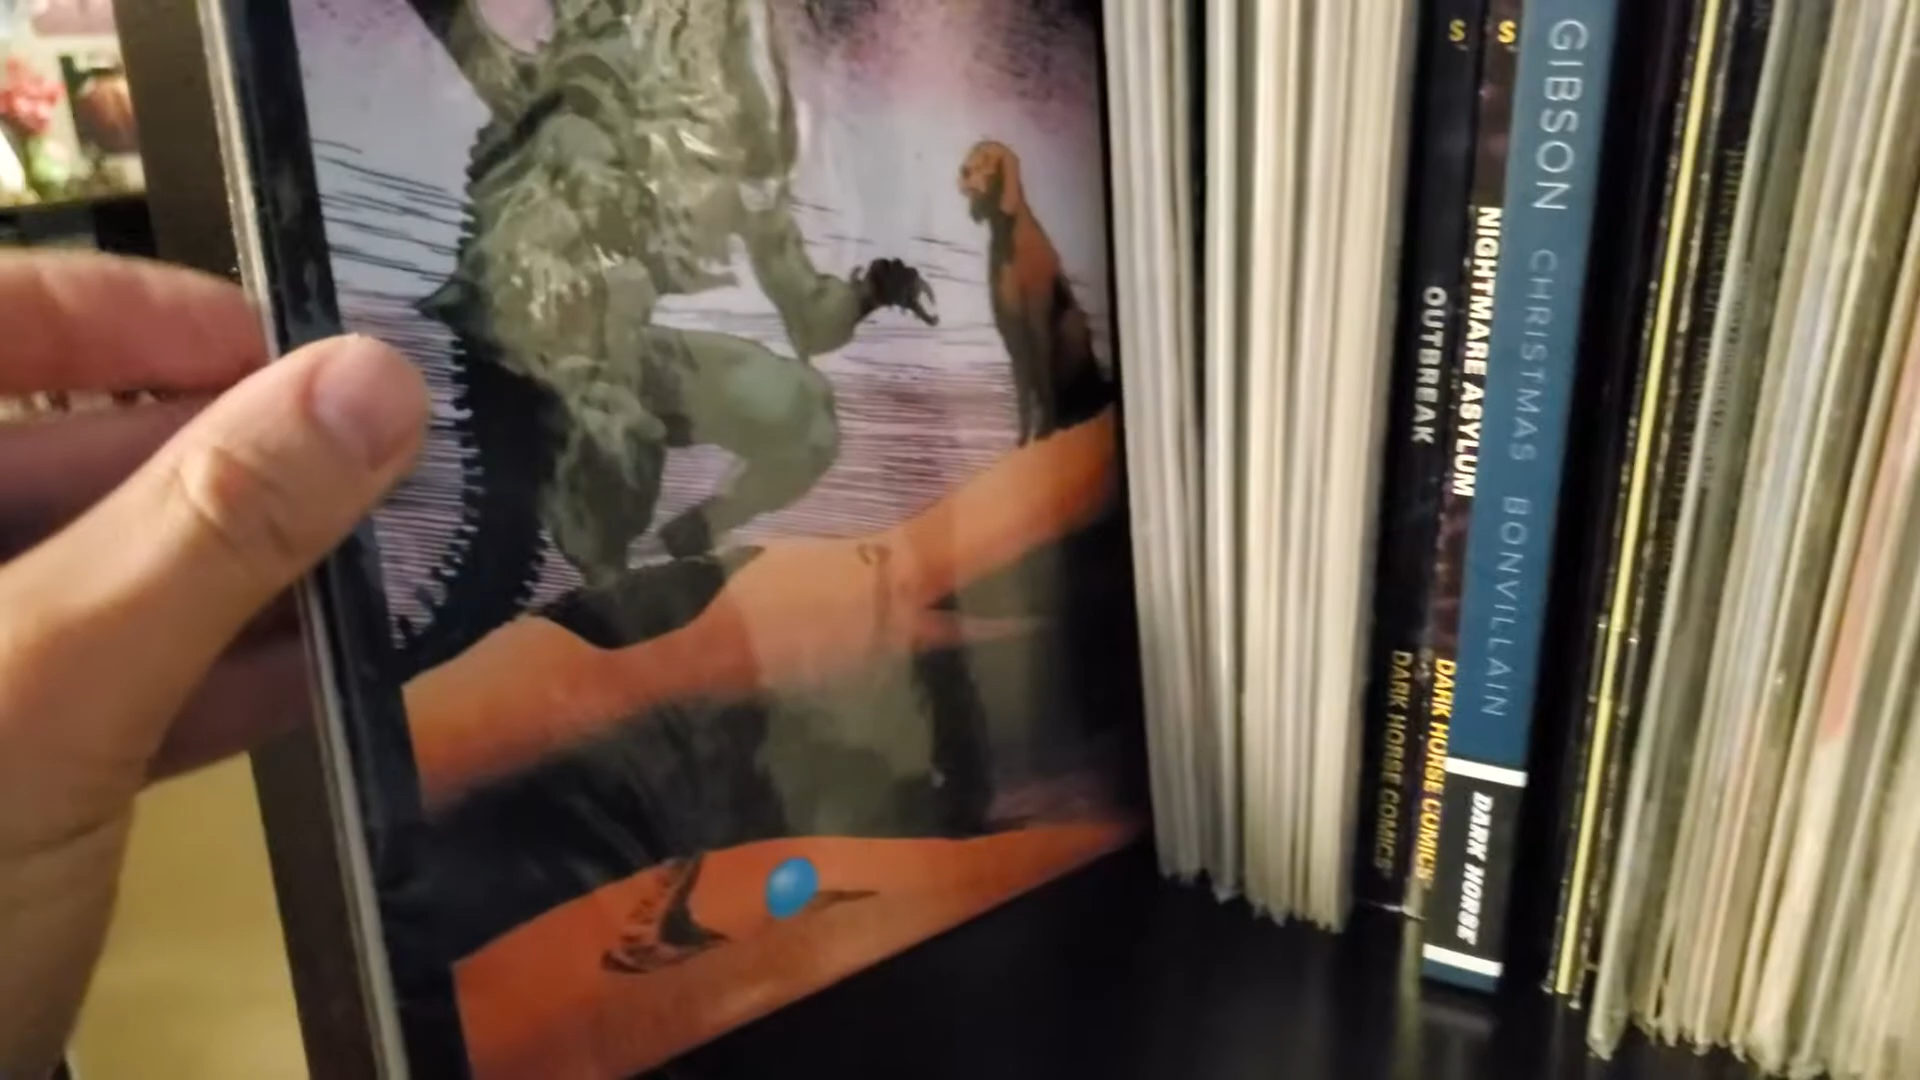 S
OUTBREAK
DARK HORSE COMICS
S
NIGHTMARE ASYLUM
DARK HORSE COMICS
GIBSON CHRISTMAS BONVILLAIN
DARK HORSE